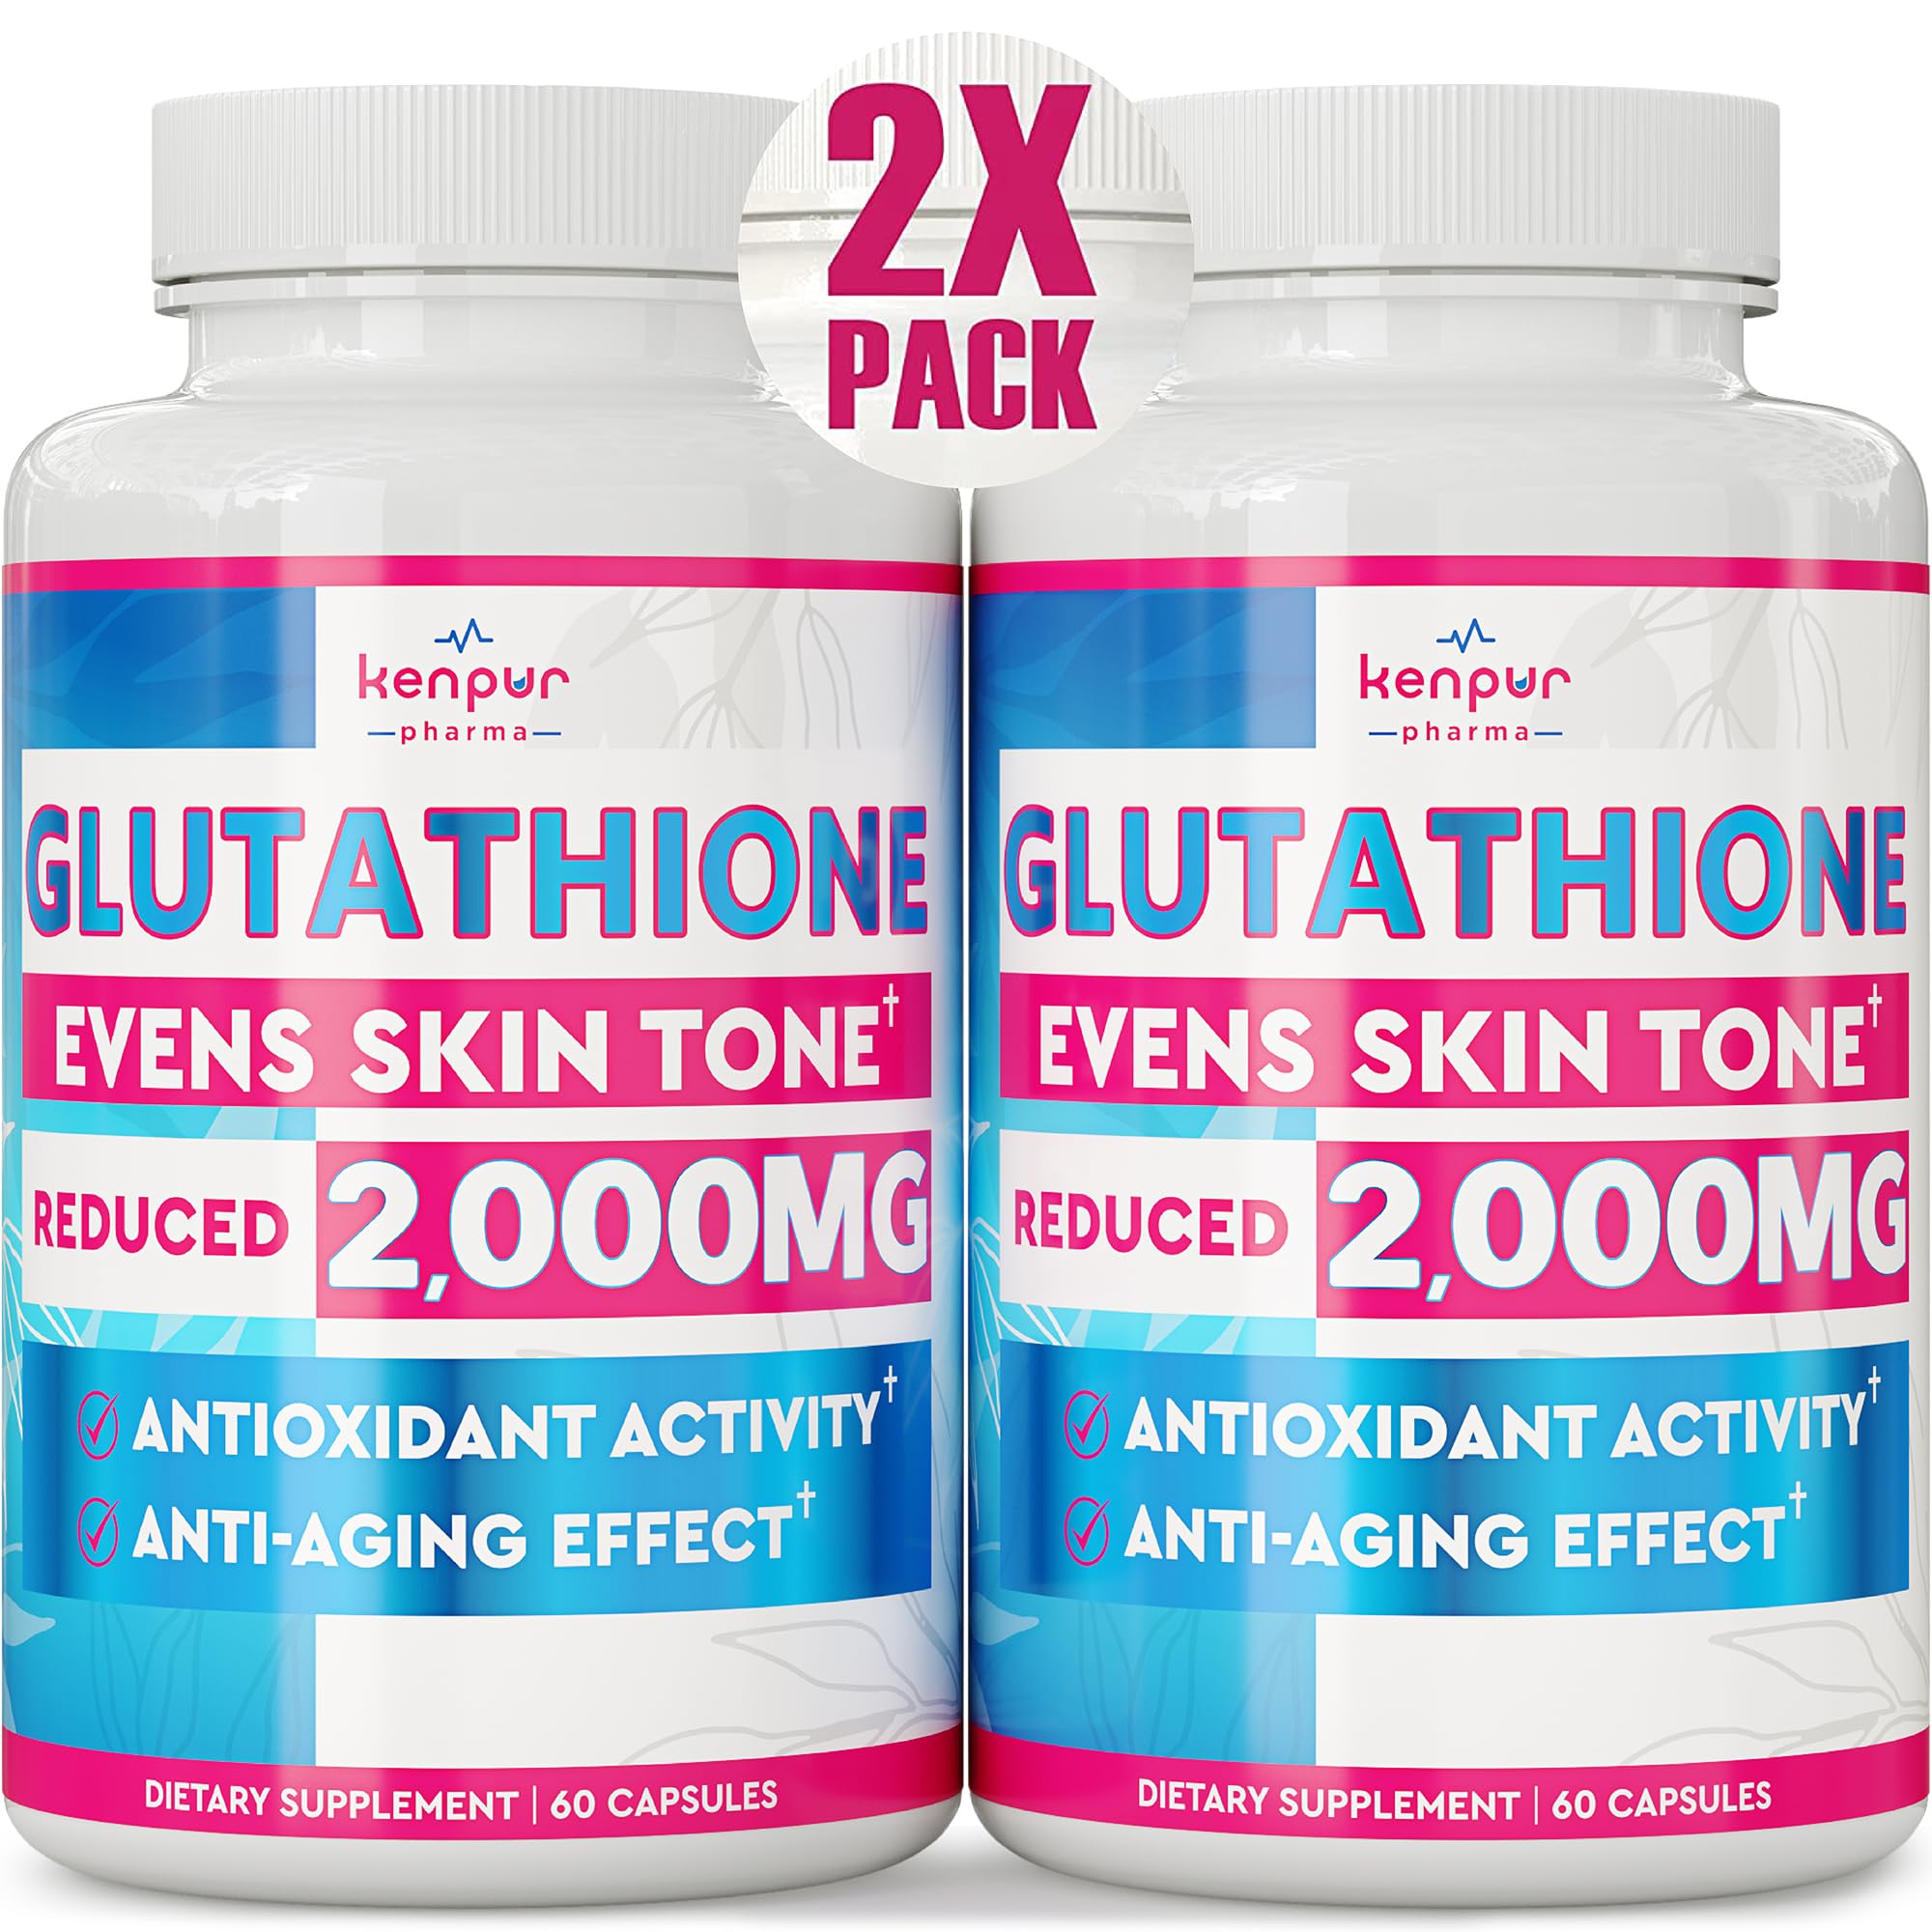 2X
PACK
kenpur
pharma
GLUTATHIONE
EVENS SKIN TONE†
REDUCED 2,000MG
ANTIOXIDANT ACTIVITY†
ANTI-AGING EFFECT†
DIETARY SUPPLEMENT | 60 CAPSULES
kenpur
pharma
GLUTATHIONE
EVENS SKIN TONE†
REDUCED 2,000MG
ANTIOXIDANT ACTIVITY†
ANTI-AGING EFFECT†
DIETARY SUPPLEMENT | 60 CAPSULES